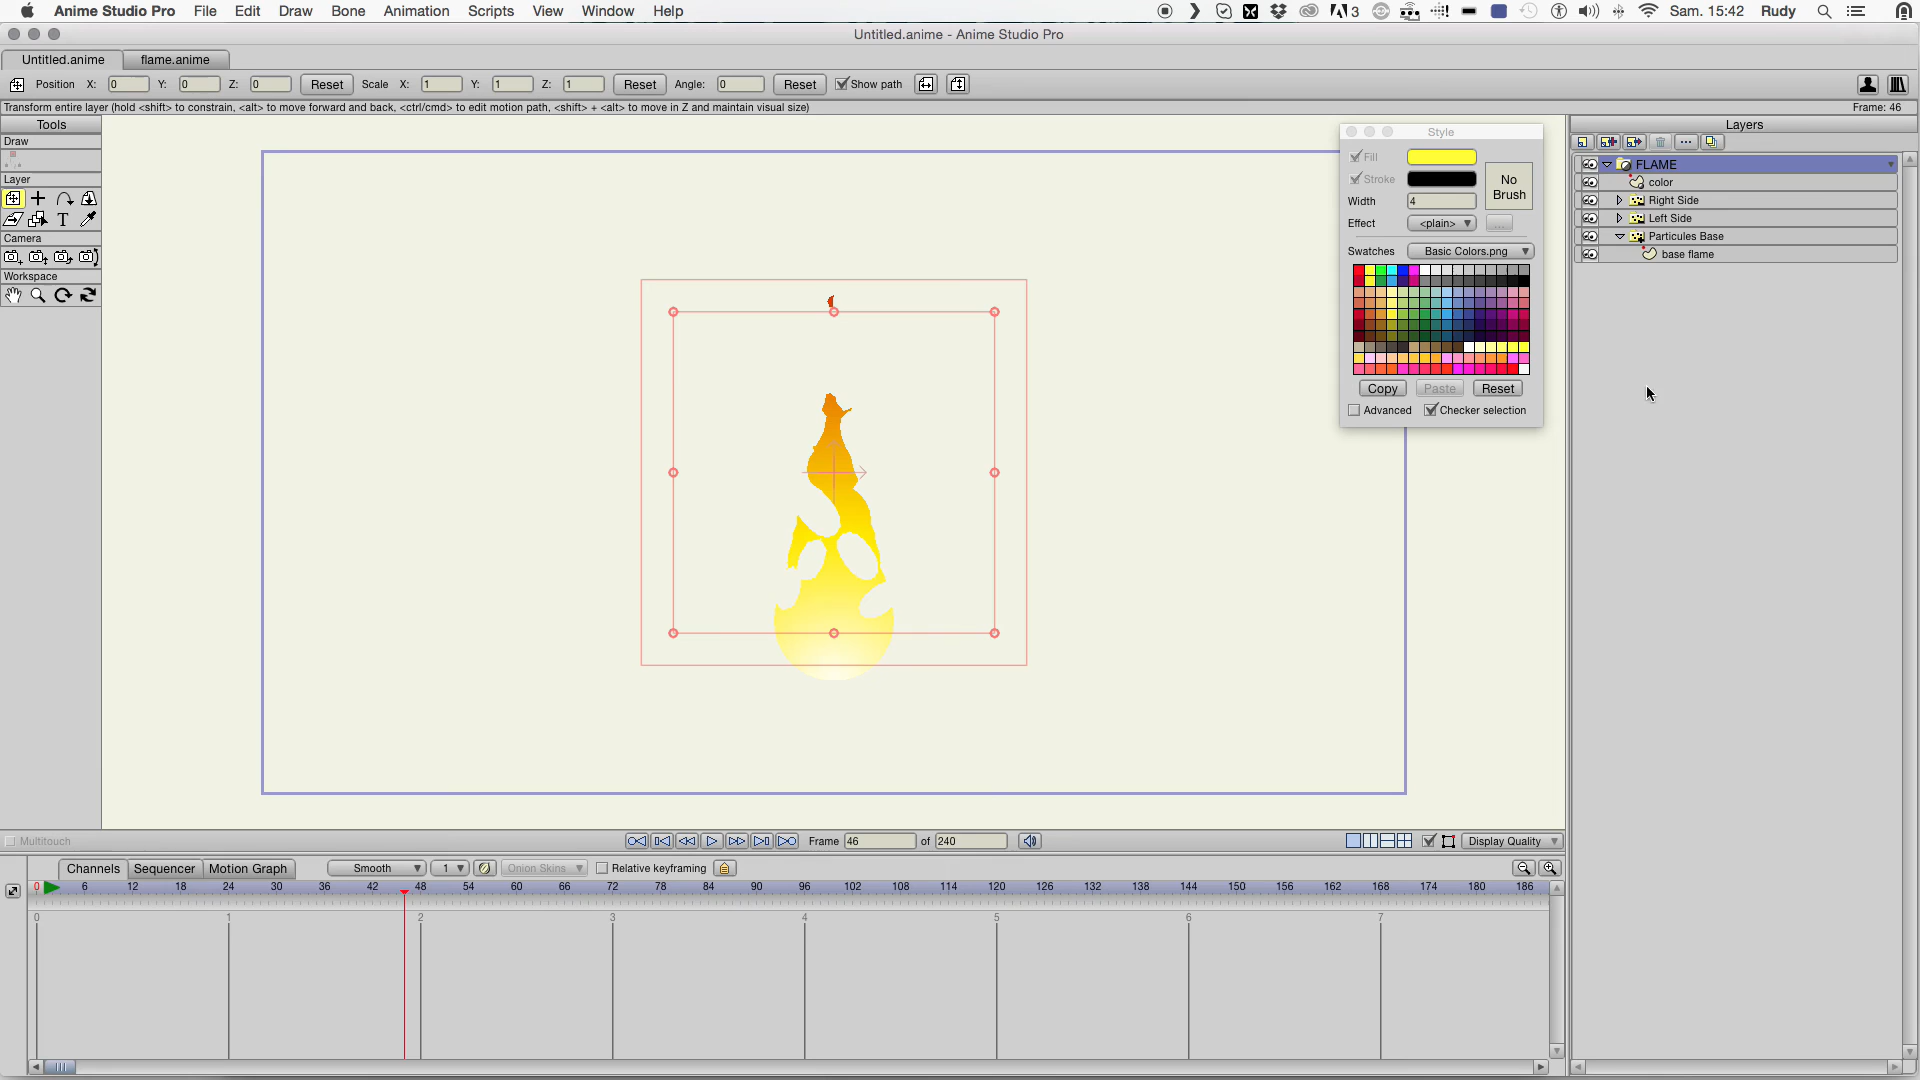 Anime Studio Pro File Edit Draw Bone Animation Scripts View Window Help 3 Sam. 15:42 Rudy
Untitled.anime - Anime Studio Pro
Untitled.anime flame.anime
Position X: 0 Y: 0 Z: 0 Reset Scale X: 1 Y: 1 Z: 1 Reset Angle: 0 Reset Show path
Transform entire layer (hold <shift> to constrain, <alt> to move forward and back, <ctrl/cmd> to edit motion path, <shift> + <alt> to move in Z and maintain visual size) Frame: 46
Tools
Draw
Layer
Camera
Workspace
Style
Fill
Stroke
No Brush
Width 4
Effect <plain> ...
Swatches Basic Colors.png
Copy Paste Reset
Advanced Checker selection
Layers
FLAME
color
Right Side
Left Side
Particules Base
base flame
Multitouch Frame 46 of 240 Display Quality
Channels Sequencer Motion Graph Smooth 1 Onion Skins Relative keyframing
0 6 12 18 24 30 36 42 48 54 60 66 72 78 84 90 96 102 108 114 120 126 132 138 144 150 156 162 168 174 180 186
0 1 2 3 4 5 6 7